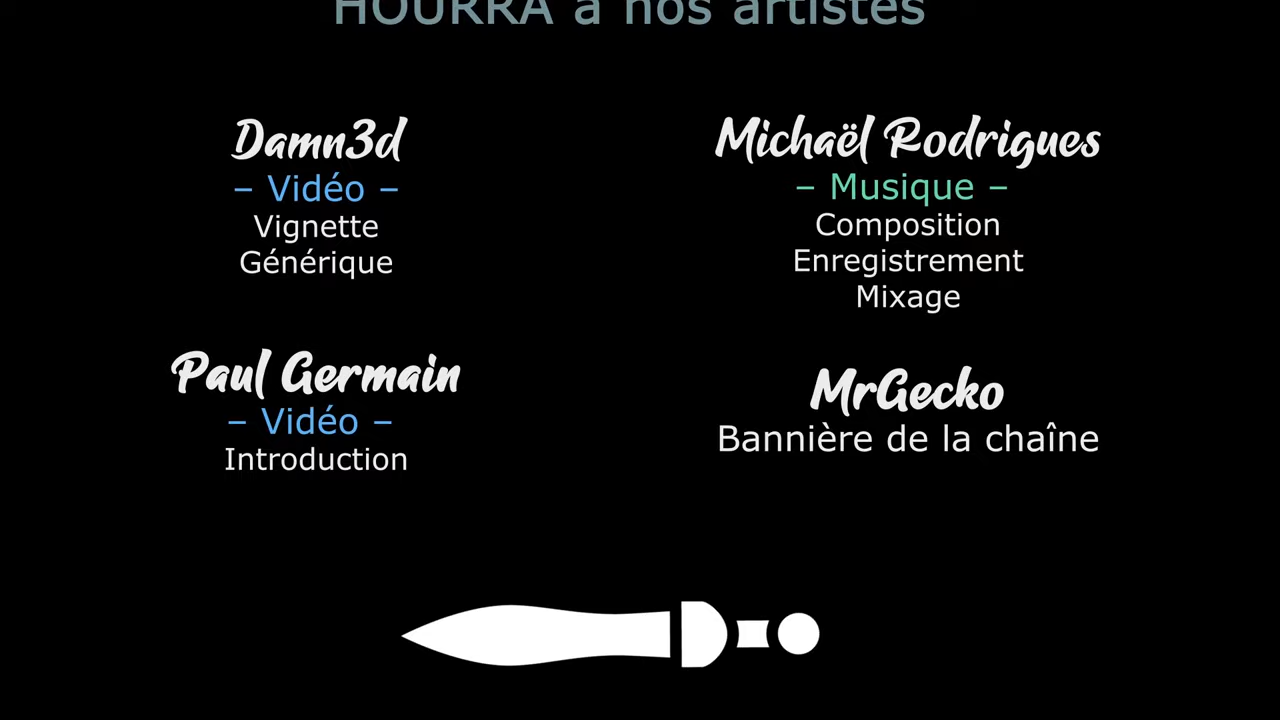 HOURRA à nos artistes
Damn3d
– Vidéo –
Vignette
Générique
Michaël Rodrigues
– Musique –
Composition
Enregistrement
Mixage
Paul Germain
– Vidéo –
Introduction
MrGecko
Bannière de la chaîne